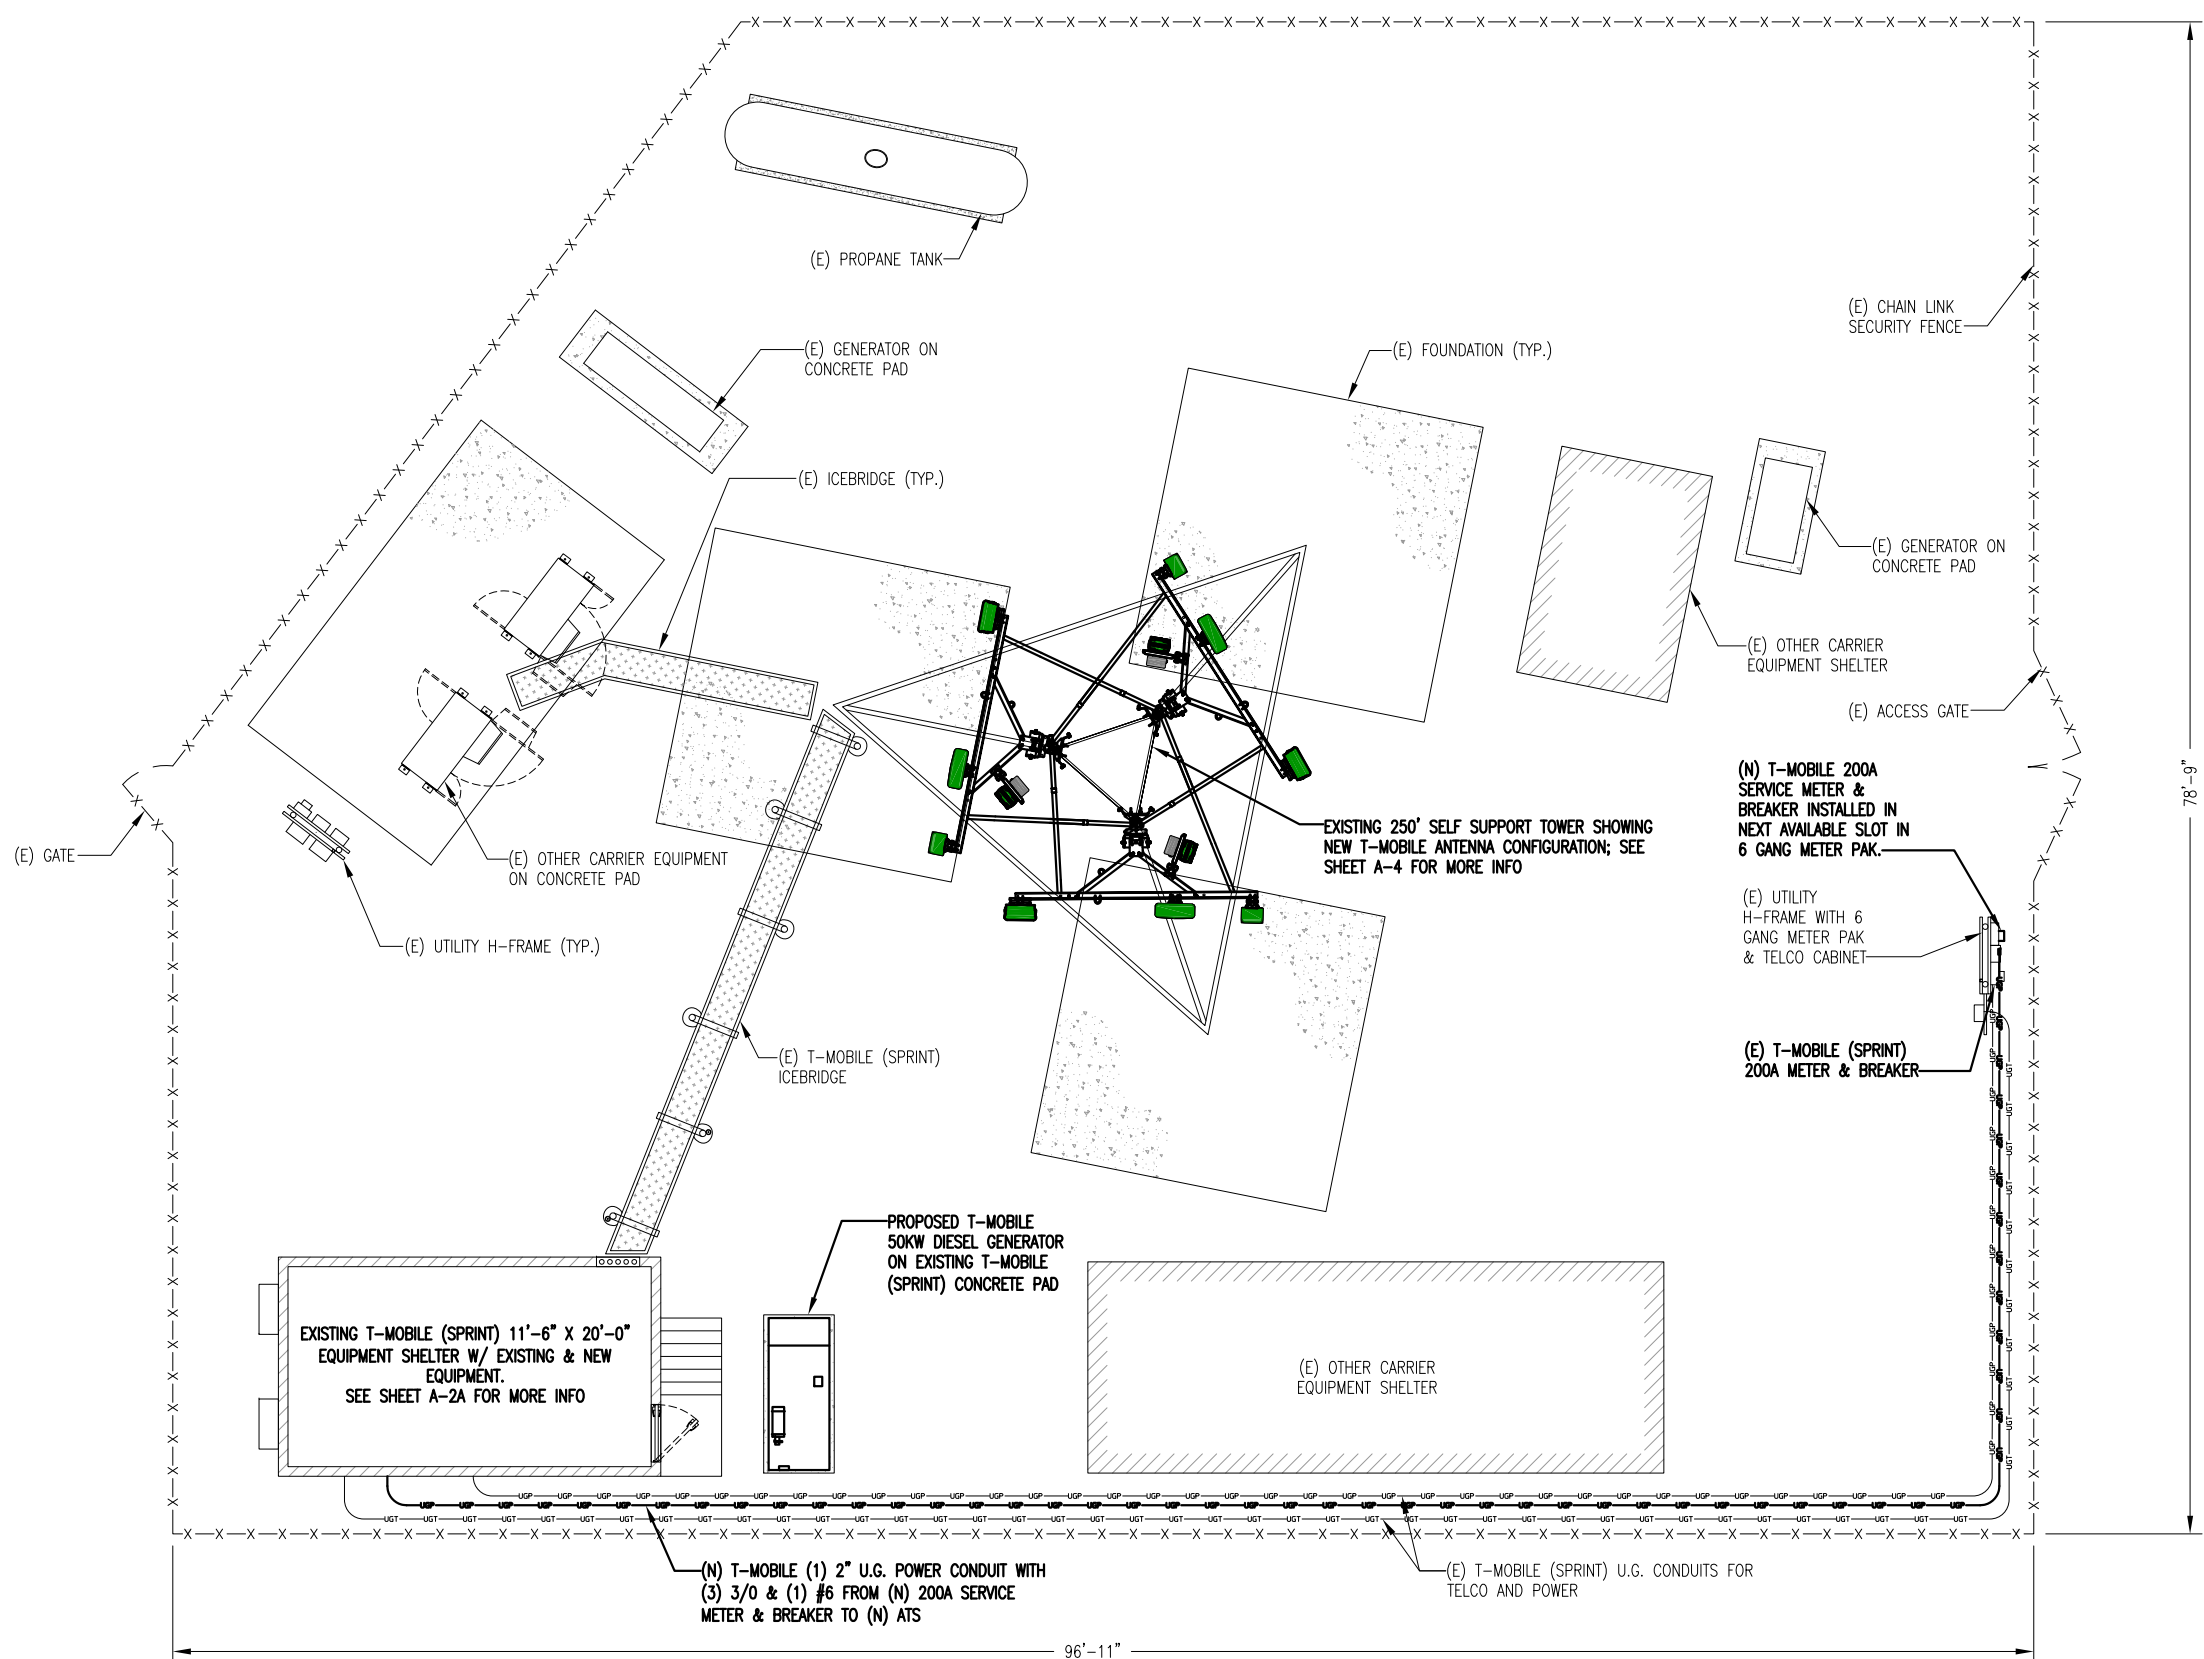 (E) PROPANE TANK
(E) CHAIN LINK
SECURITY FENCE
(E) GENERATOR ON
CONCRETE PAD
(E) FOUNDATION (TYP.)
(E) ICEBRIDGE (TYP.)
(E) GENERATOR ON
CONCRETE PAD
(E) OTHER CARRIER
EQUIPMENT SHELTER
(E) ACCESS GATE
78'-9"
(N) T-MOBILE 200A
SERVICE METER &
BREAKER INSTALLED IN
NEXT AVAILABLE SLOT IN
6 GANG METER PAK.
EXISTING 250' SELF SUPPORT TOWER SHOWING
NEW T-MOBILE ANTENNA CONFIGURATION; SEE
SHEET A-4 FOR MORE INFO
(E) GATE
(E) OTHER CARRIER EQUIPMENT
ON CONCRETE PAD
(E) UTILITY
H-FRAME WITH 6
GANG METER PAK
& TELCO CABINET
(E) UTILITY H-FRAME (TYP.)
(E) T-MOBILE (SPRINT)
ICEBRIDGE
(E) T-MOBILE (SPRINT)
200A METER & BREAKER
PROPOSED T-MOBILE
50KW DIESEL GENERATOR
ON EXISTING T-MOBILE
(SPRINT) CONCRETE PAD
EXISTING T-MOBILE (SPRINT) 11'-6" X 20'-0"
EQUIPMENT SHELTER W/ EXISTING & NEW
EQUIPMENT.
SEE SHEET A-2A FOR MORE INFO
(E) OTHER CARRIER
EQUIPMENT SHELTER
UGP
UGP
UGT
(N) T-MOBILE (1) 2" U.G. POWER CONDUIT WITH
(3) 3/0 & (1) #6 FROM (N) 200A SERVICE
METER & BREAKER TO (N) ATS
(E) T-MOBILE (SPRINT) U.G. CONDUITS FOR
TELCO AND POWER
96'-11"